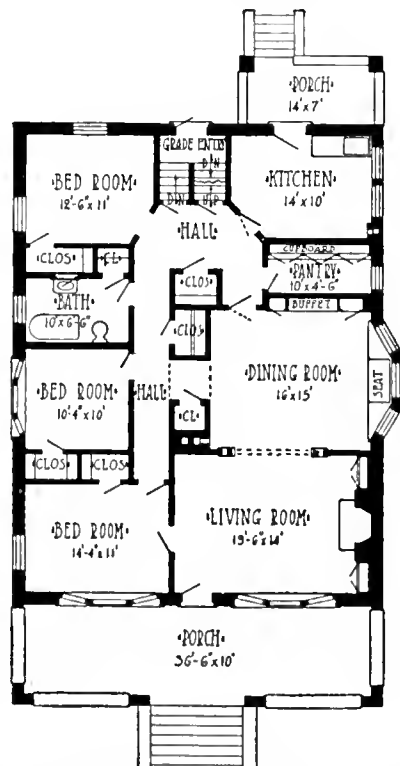 PORCH
14'x7'
GRADE ENTRY
DN
BED ROOM
12'-6"x11'
KITCHEN
14'x10'
DN
UP
HALL
CLOS
CL
CUPBOARD
PANTRY
10'x4'-6"
CLOS
BATH
10'x6'-6"
BUFFET
CLOS
BED ROOM
10'-4"x10'
HALL
DINING ROOM
16'x15'
SEAT
CL
CLOS
CLOS
BED ROOM
14'-4"x11'
LIVING ROOM
19'-6"x14'
PORCH
36'-6"x10'